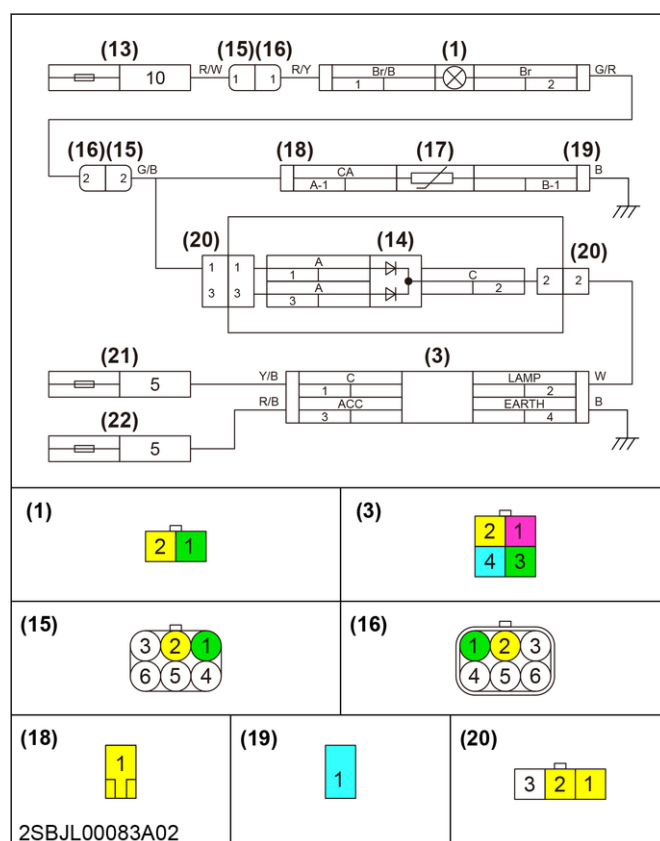 (13) (15) (16) (1)
10 R/W 1 1 R/Y Br/B Br G/R
1 2
(16) (15) (18) (17) (19)
2 2 G/B CA B
A-1 B-1
(20) (14) (20)
1 1 A C 2 2
1 2
3 3 A
3
(21) (3)
5 Y/B C LAMP W
1 2
R/B ACC EARTH B
3 4
(22)
5
(1) (3)
2 1 2 1
4 3
(15) (16)
3 2 1 1 2 3
6 5 4 4 5 6
(18) (19) (20)
1 1 3 2 1
2SBJL00083A02